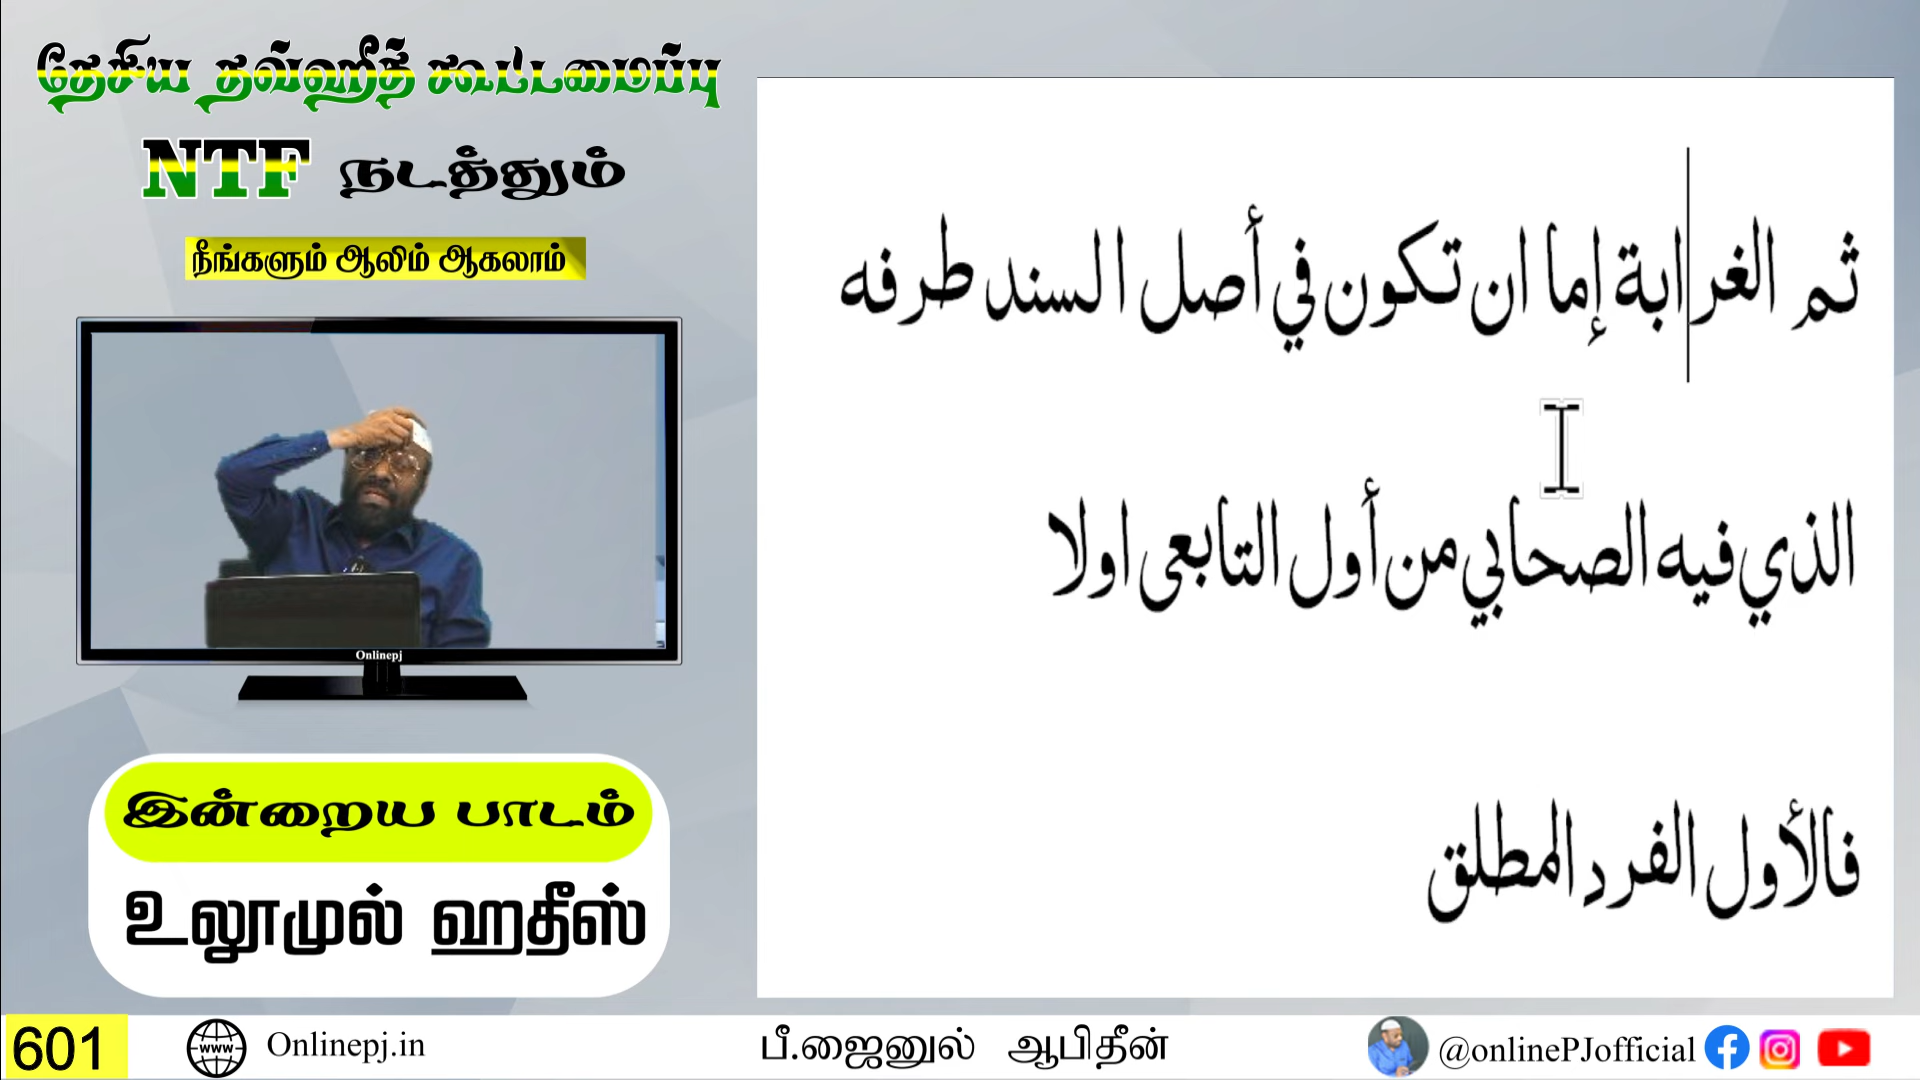 தேசிய தவ்ஹீத் கூட்டமைப்பு
NTF நடத்தும்
நீங்களும் ஆலிம் ஆகலாம்
Onlinepj
இன்றைய பாடம்
உலூமுல் ஹதீஸ்
ثم الغرابة إما ان تكون في أصل السند طرفه
الذي فيه الصحابي من أول التابعى اولا
فالأول الفرد المطلق
601
www
Onlinepj.in
பீ.ஜைனுல் ஆபிதீன்
@onlinePJofficial